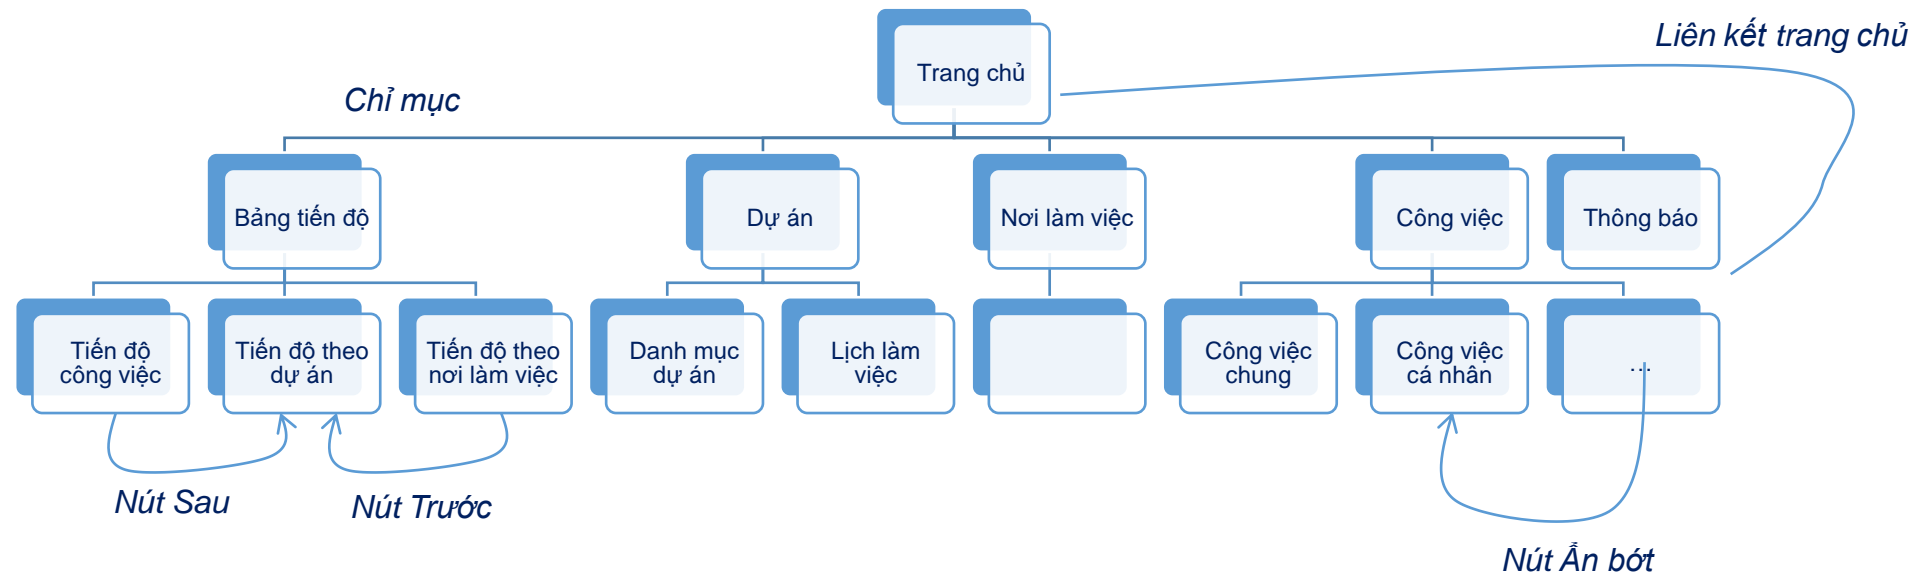 Liên kết trang chủ
Trang chủ
Chỉ mục
Bảng tiến độ
Dự án
Nơi làm việc
Công việc
Thông báo
Tiến độ
công việc
Tiến độ theo
dự án
Tiến độ theo
nơi làm việc
Danh mục
dự án
Lịch làm
việc
Công việc
chung
Công việc
cá nhân
...
Nút Sau
Nút Trước
Nút Ẩn bớt